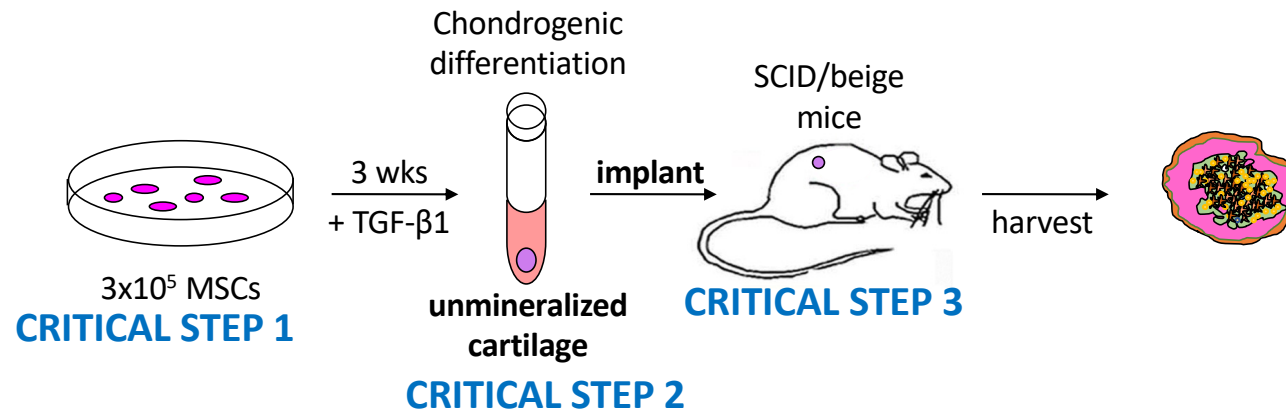 3x10⁵ MSCs
CRITICAL STEP 1
3 wks
+ TGF-β1
Chondrogenic
differentiation
unmineralized
cartilage
CRITICAL STEP 2
implant
SCID/beige
mice
CRITICAL STEP 3
harvest